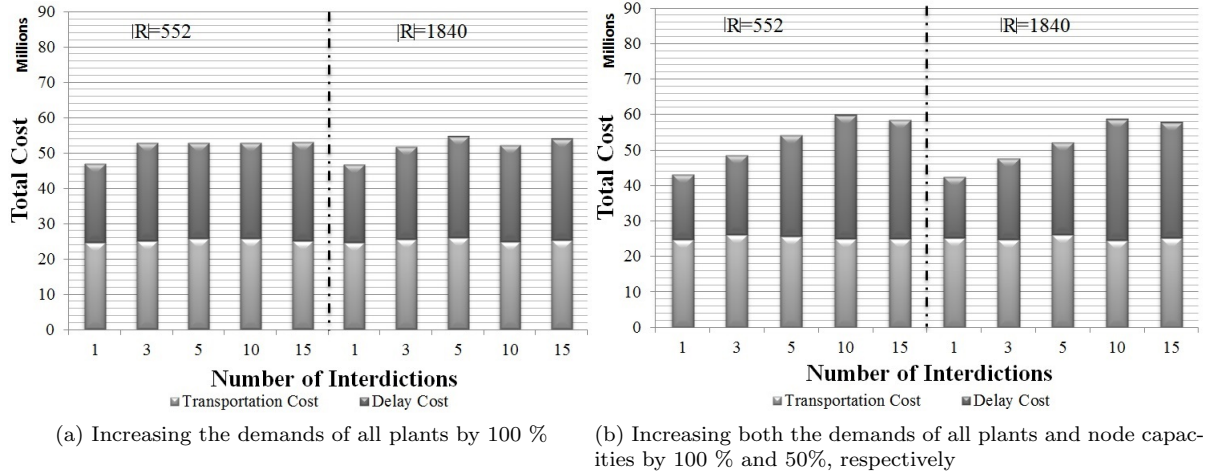 Millions
Total Cost
90
80
70
60
50
40
30
20
10
0
|R|=552
|R|=1840
1 3 5 10 15 1 3 5 10 15
Number of Interdictions
Transportation Cost Delay Cost
(a) Increasing the demands of all plants by 100 %
Millions
Total Cost
90
80
70
60
50
40
30
20
10
0
|R|=552
|R|=1840
1 3 5 10 15 1 3 5 10 15
Number of Interdictions
Transportation Cost Delay Cost
(b) Increasing both the demands of all plants and node capac-
ities by 100 % and 50%, respectively